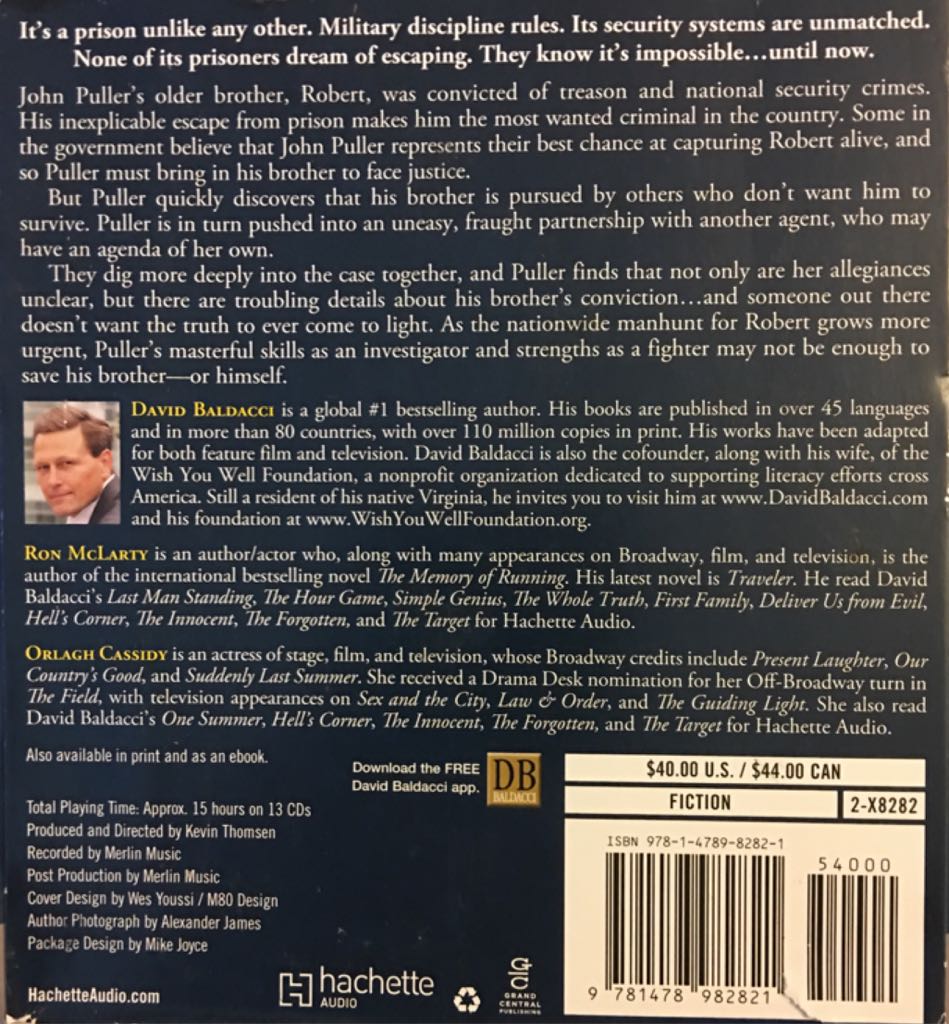 It's a prison unlike any other. Military discipline rules. Its security systems are unmatched.
None of its prisoners dream of escaping. They know it's impossible...until now.
John Puller's older brother, Robert, was convicted of treason and national security crimes.
His inexplicable escape from prison makes him the most wanted criminal in the country. Some in
the government believe that John Puller represents their best chance at capturing Robert alive, and
so Puller must bring in his brother to face justice.
But Puller quickly discovers that his brother is pursued by others who don't want him to
survive. Puller is in turn pushed into an uneasy, fraught partnership with another agent, who may
have an agenda of her own.
They dig more deeply into the case together, and Puller finds that not only are her allegiances
unclear, but there are troubling details about his brother's conviction...and someone out there
doesn't want the truth to ever come to light. As the nationwide manhunt for Robert grows more
urgent, Puller's masterful skills as an investigator and strengths as a fighter may not be enough to
save his brother—or himself.
DAVID BALDACCI is a global #1 bestselling author. His books are published in over 45 languages
and in more than 80 countries, with over 110 million copies in print. His works have been adapted
for both feature film and television. David Baldacci is also the cofounder, along with his wife, of the
Wish You Well Foundation, a nonprofit organization dedicated to supporting literacy efforts cross
America. Still a resident of his native Virginia, he invites you to visit him at www.DavidBaldacci.com
and his foundation at www.WishYouWellFoundation.org.
RON MCLARTY is an author/actor who, along with many appearances on Broadway, film, and television, is the
author of the international bestselling novel The Memory of Running. His latest novel is Traveler. He read David
Baldacci's Last Man Standing, The Hour Game, Simple Genius, The Whole Truth, First Family, Deliver Us from Evil,
Hell's Corner, The Innocent, The Forgotten, and The Target for Hachette Audio.
ORLAGH CASSIDY is an actress of stage, film, and television, whose Broadway credits include Present Laughter, Our
Country's Good, and Suddenly Last Summer. She received a Drama Desk nomination for her Off-Broadway turn in
The Field, with television appearances on Sex and the City, Law & Order, and The Guiding Light. She also read
David Baldacci's One Summer, Hell's Corner, The Innocent, The Forgotten, and The Target for Hachette Audio.
Also available in print and as an ebook.
Download the FREE
David Baldacci app.
DB
BALDACCI
Total Playing Time: Approx. 15 hours on 13 CDs
Produced and Directed by Kevin Thomsen
Recorded by Merlin Music
Post Production by Merlin Music
Cover Design by Wes Youssi / M80 Design
Author Photograph by Alexander James
Package Design by Mike Joyce
HachetteAudio.com
hachette
AUDIO
GRAND
CENTRAL
PUBLISHING
$40.00 U.S. / $44.00 CAN
FICTION
2-X8282
ISBN 978-1-4789-8282-1
54000
9 781478 982821